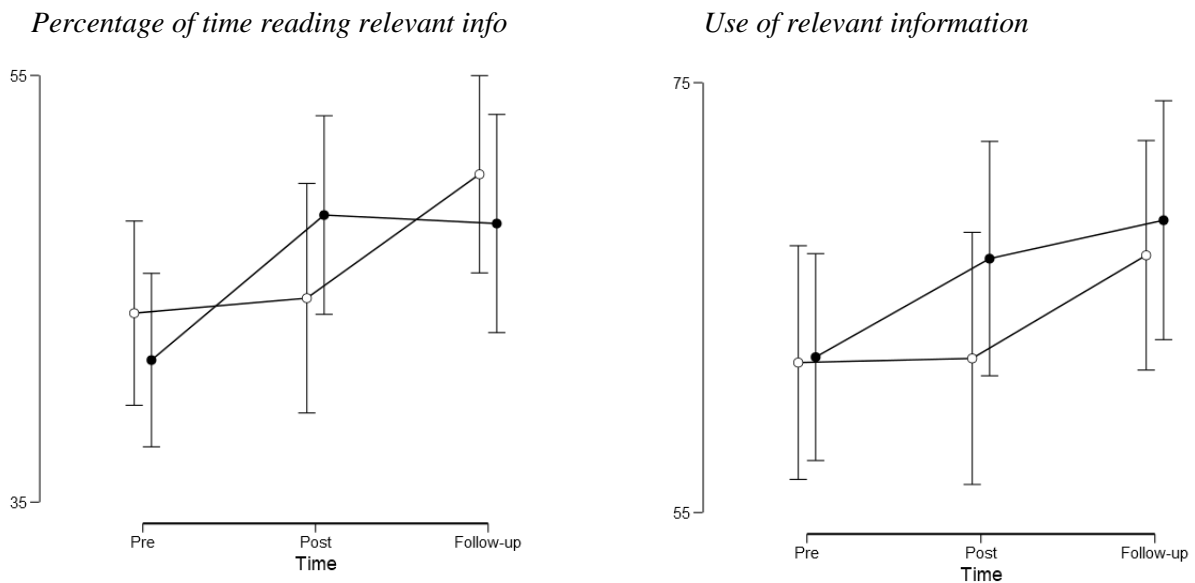 Percentage of time reading relevant info
55
35
Pre Post Follow-up
Time
Use of relevant information
75
55
Pre Post Follow-up
Time